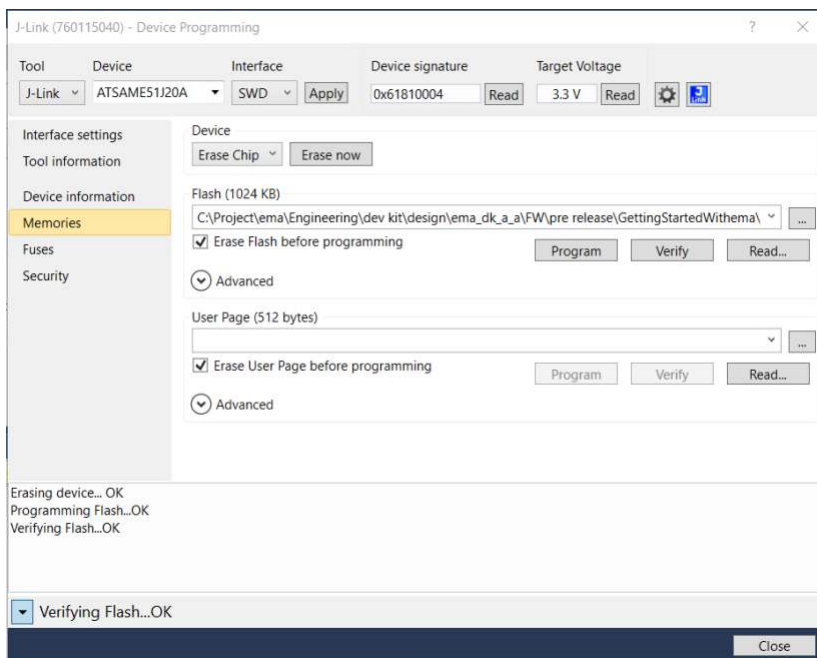 J-Link (760115040) - Device Programming ? ×
Tool Device Interface Device signature Target Voltage
J-Link ATSAME51J20A SWD Apply 0x61810004 Read 3.3 V Read
Interface settings
Tool information
Device information
Memories
Fuses
Security
Device
Erase Chip Erase now
Flash (1024 KB)
C:\Project\ema\Engineering\dev kit\design\ema_dk_a_a\FW\pre release\GettingStartedWithema\ ...
Erase Flash before programming
Program Verify Read...
Advanced
User Page (512 bytes)
...
Erase User Page before programming
Program Verify Read...
Advanced
Erasing device... OK
Programming Flash...OK
Verifying Flash...OK
Verifying Flash...OK
Close